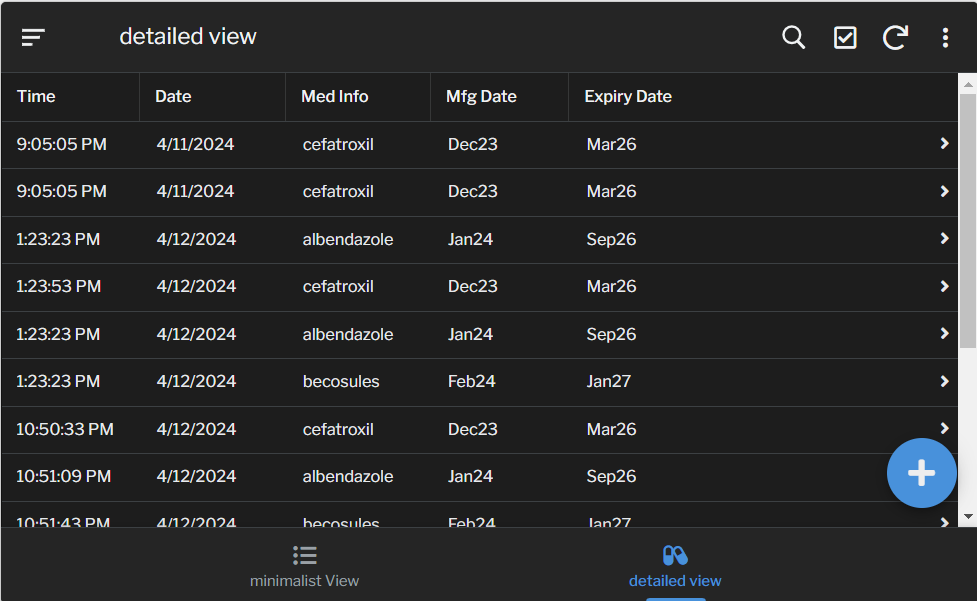 detailed view
Time Date Med Info Mfg Date Expiry Date
9:05:05 PM 4/11/2024 cefatroxil Dec23 Mar26
9:05:05 PM 4/11/2024 cefatroxil Dec23 Mar26
1:23:23 PM 4/12/2024 albendazole Jan24 Sep26
1:23:53 PM 4/12/2024 cefatroxil Dec23 Mar26
1:23:23 PM 4/12/2024 albendazole Jan24 Sep26
1:23:23 PM 4/12/2024 becosules Feb24 Jan27
10:50:33 PM 4/12/2024 cefatroxil Dec23 Mar26
10:51:09 PM 4/12/2024 albendazole Jan24 Sep26
10:51:43 PM 4/12/2024 becosules Feb24 Jan27
minimalist View detailed view